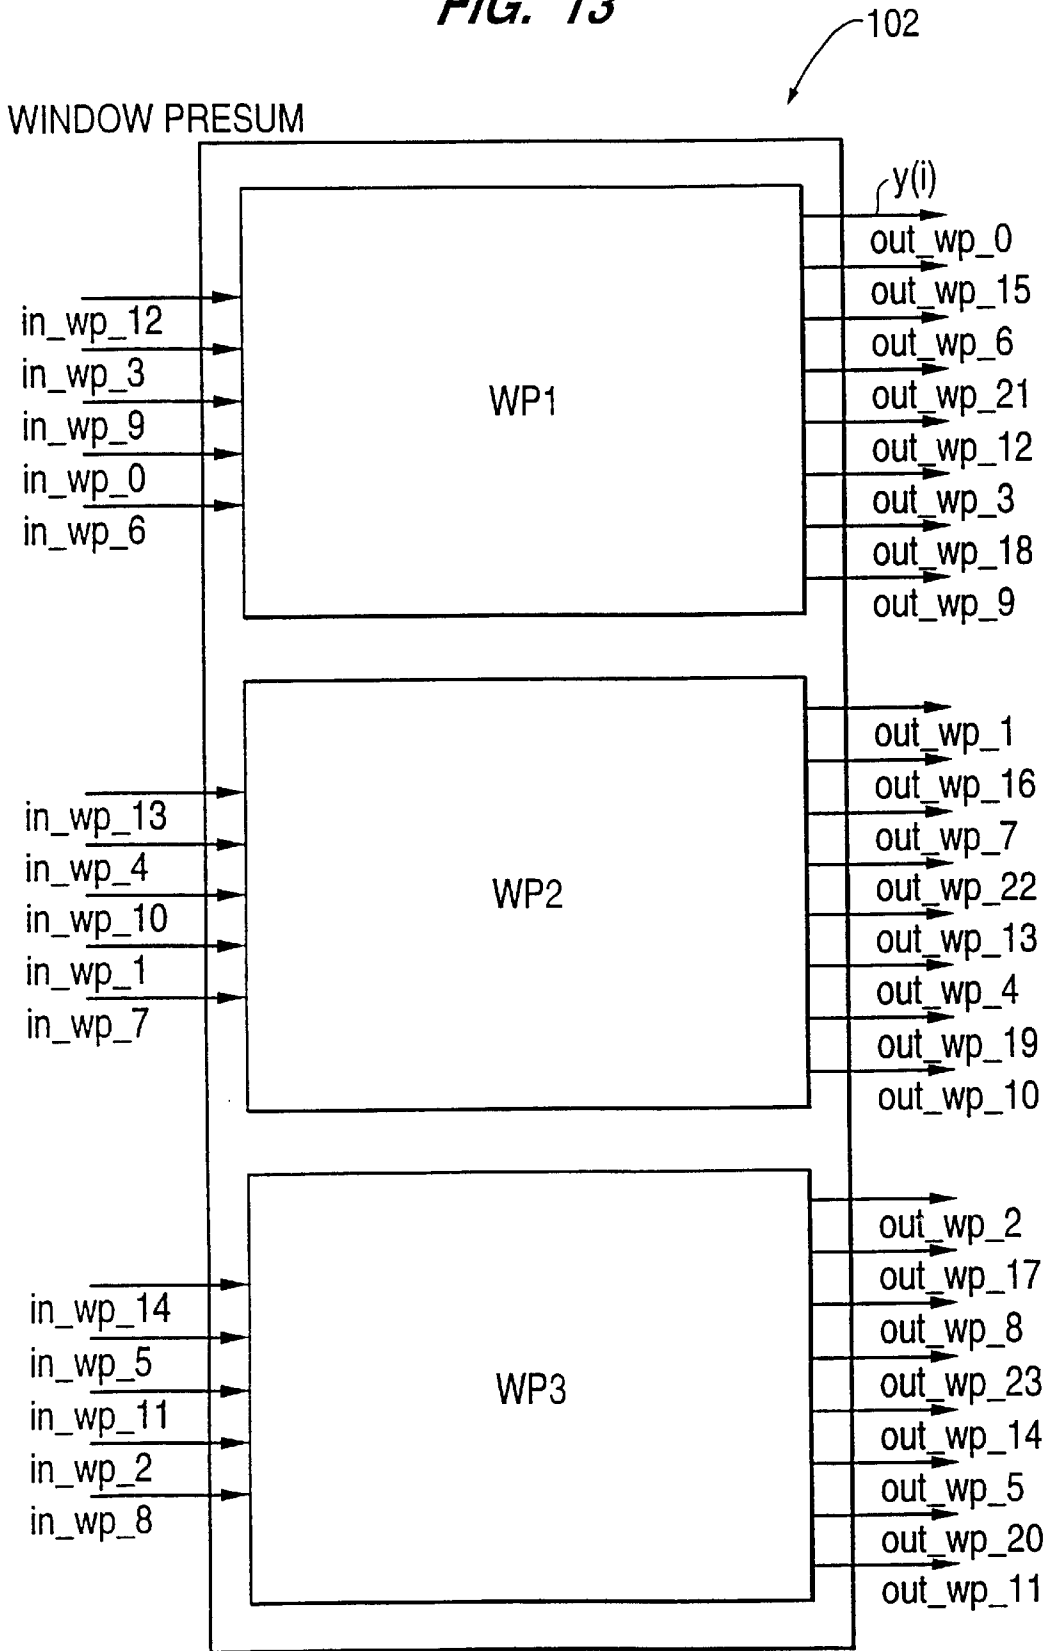 FIG. 13
102
WINDOW PRESUM
y(i)
out_wp_0
out_wp_15
in_wp_12
out_wp_6
in_wp_3
out_wp_21
WP1
in_wp_9
out_wp_12
in_wp_0
out_wp_3
in_wp_6
out_wp_18
out_wp_9
out_wp_1
out_wp_16
in_wp_13
out_wp_7
in_wp_4
out_wp_22
WP2
in_wp_10
out_wp_13
in_wp_1
out_wp_4
in_wp_7
out_wp_19
out_wp_10
out_wp_2
out_wp_17
in_wp_14
out_wp_8
in_wp_5
out_wp_23
WP3
in_wp_11
out_wp_14
in_wp_2
out_wp_5
in_wp_8
out_wp_20
out_wp_11